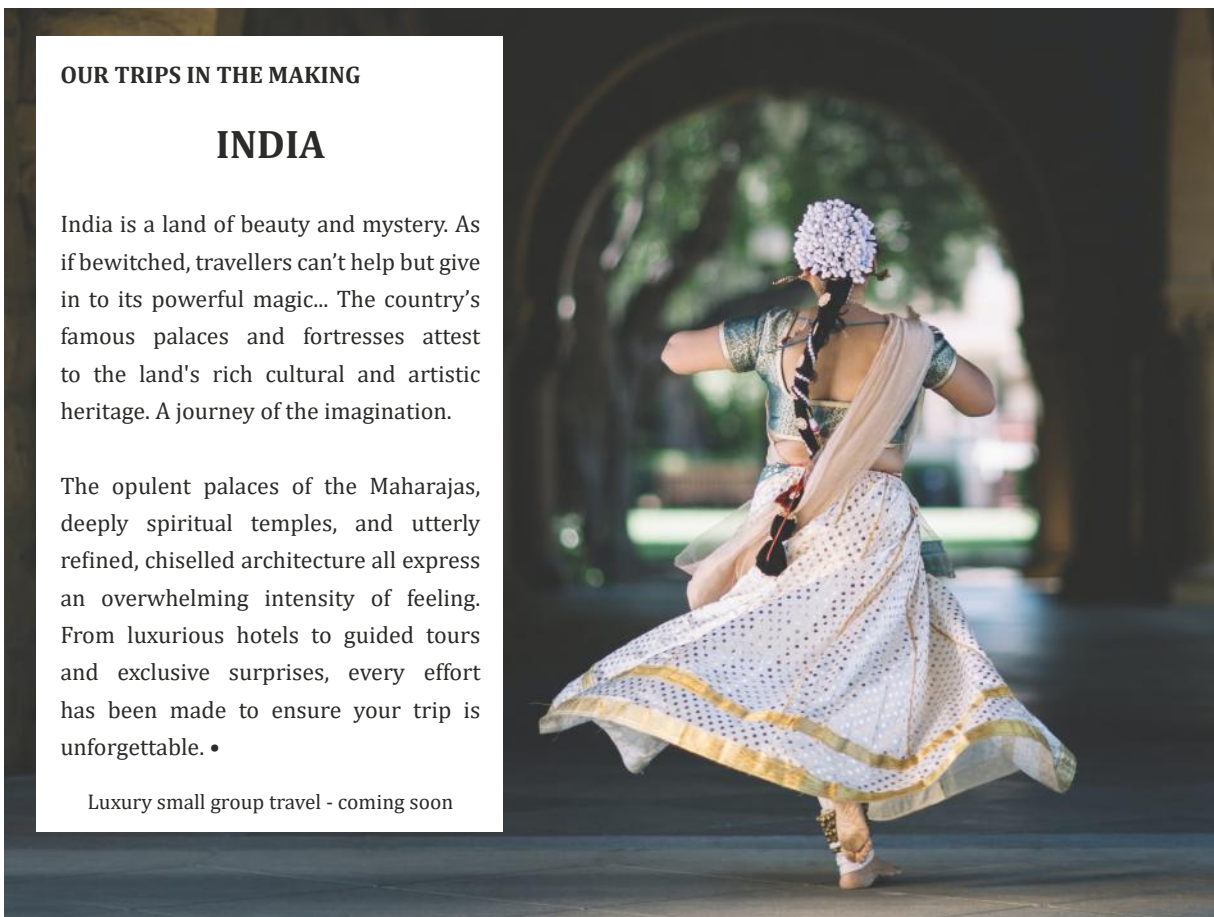 OUR TRIPS IN THE MAKING
INDIA
India is a land of beauty and mystery. As
if bewitched, travellers can’t help but give
in to its powerful magic... The country’s
famous palaces and fortresses attest
to the land's rich cultural and artistic
heritage. A journey of the imagination.
The opulent palaces of the Maharajas,
deeply spiritual temples, and utterly
refined, chiselled architecture all express
an overwhelming intensity of feeling.
From luxurious hotels to guided tours
and exclusive surprises, every effort
has been made to ensure your trip is
unforgettable. •
Luxury small group travel - coming soon